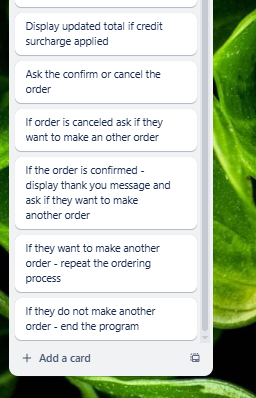 Display updated total if credit
surcharge applied
Ask the confirm or cancel the
order
If order is canceled ask if they
want to make an other order
If the order is confirmed -
display thank you message and
ask if they want to make
another order
If they want to make another
order - repeat the ordering
process
If they do not make another
order - end the program
+ Add a card